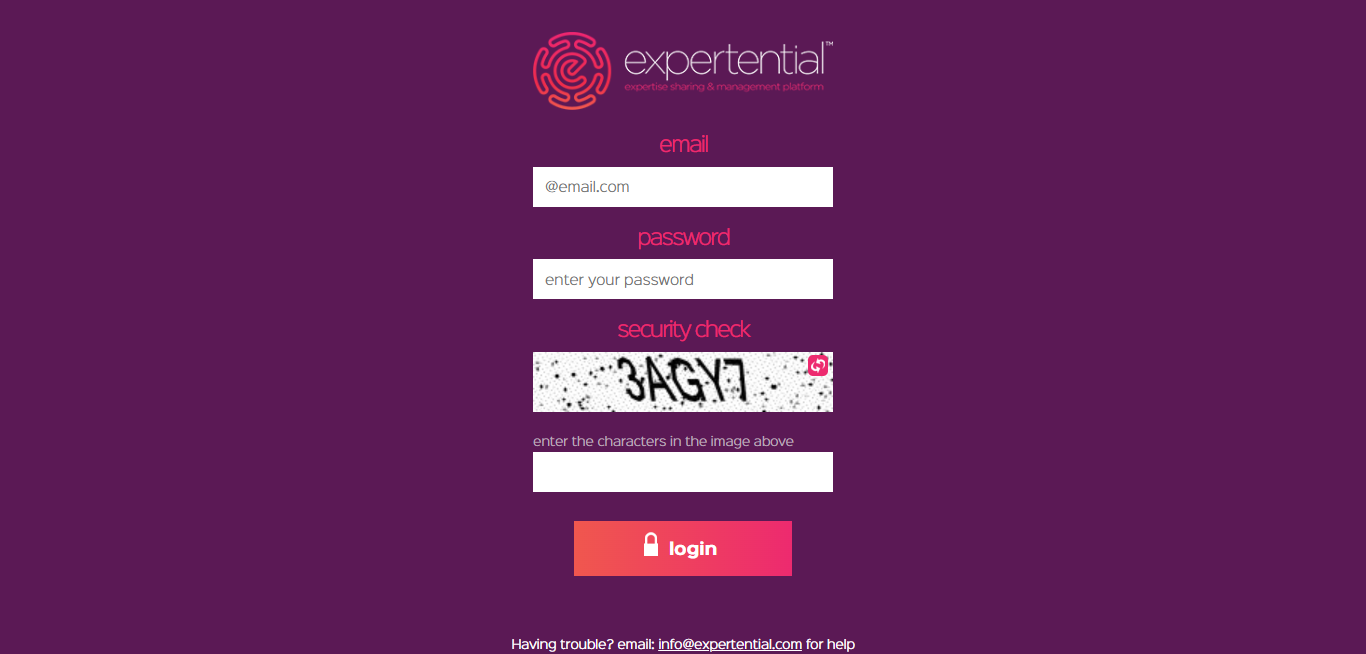 expertential™
expertise sharing & management platform
email
@email.com
password
enter your password
security check
3AGY7
enter the characters in the image above
login
Having trouble? email: info@expertential.com for help